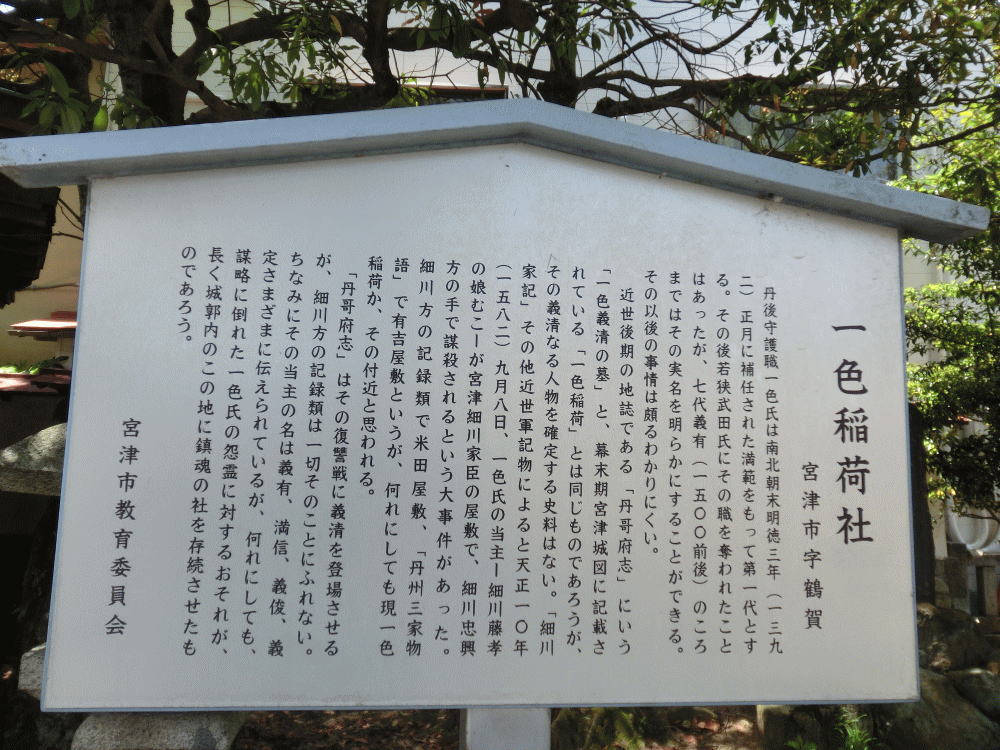 一色稲荷社
宮津市字鶴賀
丹後守護職一色氏は南北朝末明徳三年（一三九
二）正月に補任された満範をもって第一代とす
る。その後若狭武田氏にその職を奪われたこと
はあったが、七代義有（一五〇〇前後）のころ
まではその実名を明らかにすることができる。
その以後の事情は頗るわかりにくい。
近世後期の地誌である「丹哥府志」にいう
「一色義清の墓」と、幕末期宮津城図に記載さ
れている「一色稲荷」とは同じものであろうが、
その義清なる人物を確定する史料はない。「細川
家記」その他近世軍記物によると天正一〇年
（一五八二）九月八日、一色氏の当主ー細川藤孝
の娘むこーが宮津細川家臣の屋敷で、細川忠興
方の手で謀殺されるという大事件があった。
細川方の記録類で米田屋敷、「丹州三家物
語」で有吉屋敷というが、何れにしても現一色
稲荷か、その付近と思われる。
「丹哥府志」はその復讐戦に義清を登場させる
が、細川方の記録類は一切そのことにふれない。
ちなみにその当主の名は義有、満信、義俊、義
定さまざまに伝えられているが、何れにしても、
謀略に倒れた一色氏の怨霊に対するおそれが、
長く城郭内のこの地に鎮魂の社を存続させたも
のであろう。
宮津市教育委員会